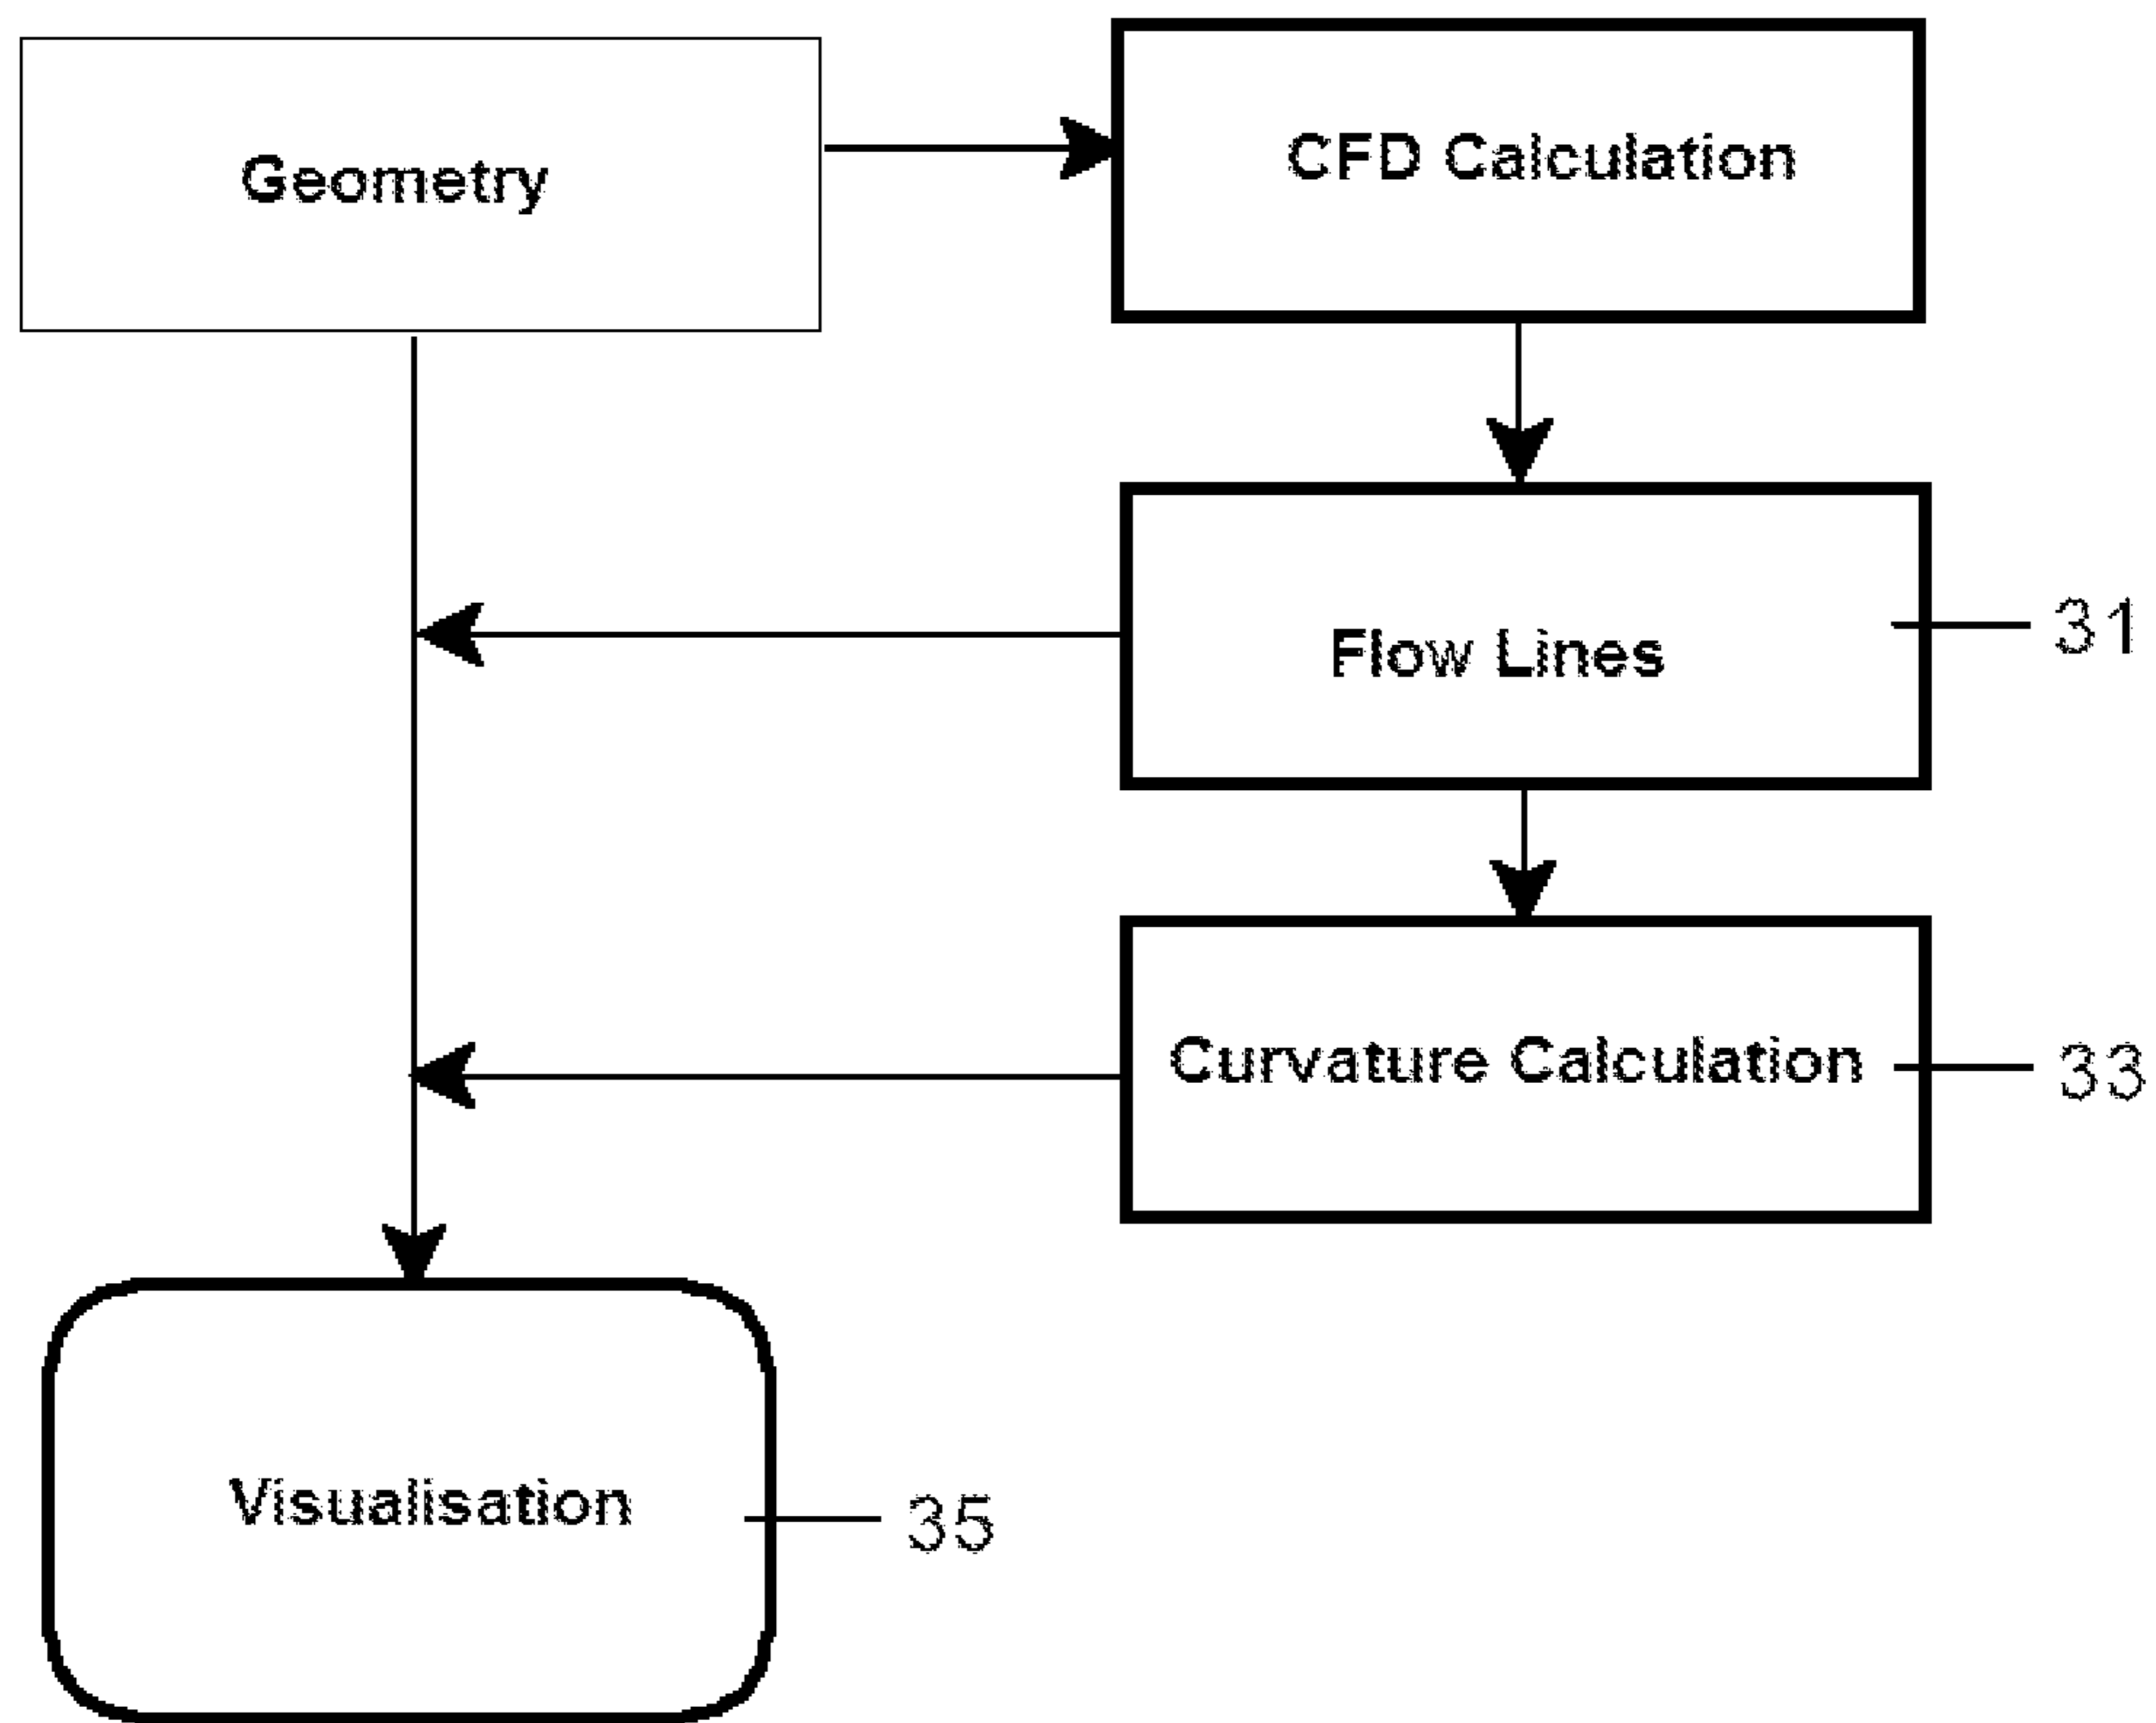 Geometry
CFD Calculation
Flow Lines
31
Curvature Calculation
33
Visualisation
35